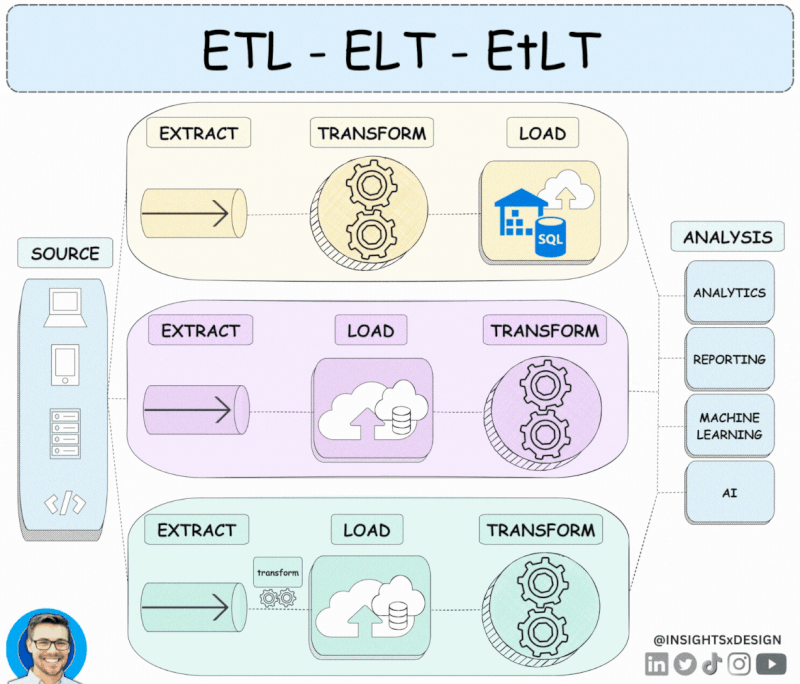 ETL - ELT - EtLT
EXTRACT
TRANSFORM
LOAD
SQL
SOURCE
EXTRACT
LOAD
TRANSFORM
EXTRACT
transform
LOAD
TRANSFORM
ANALYSIS
ANALYTICS
REPORTING
MACHINE
LEARNING
AI
@INSIGHTSxDESIGN